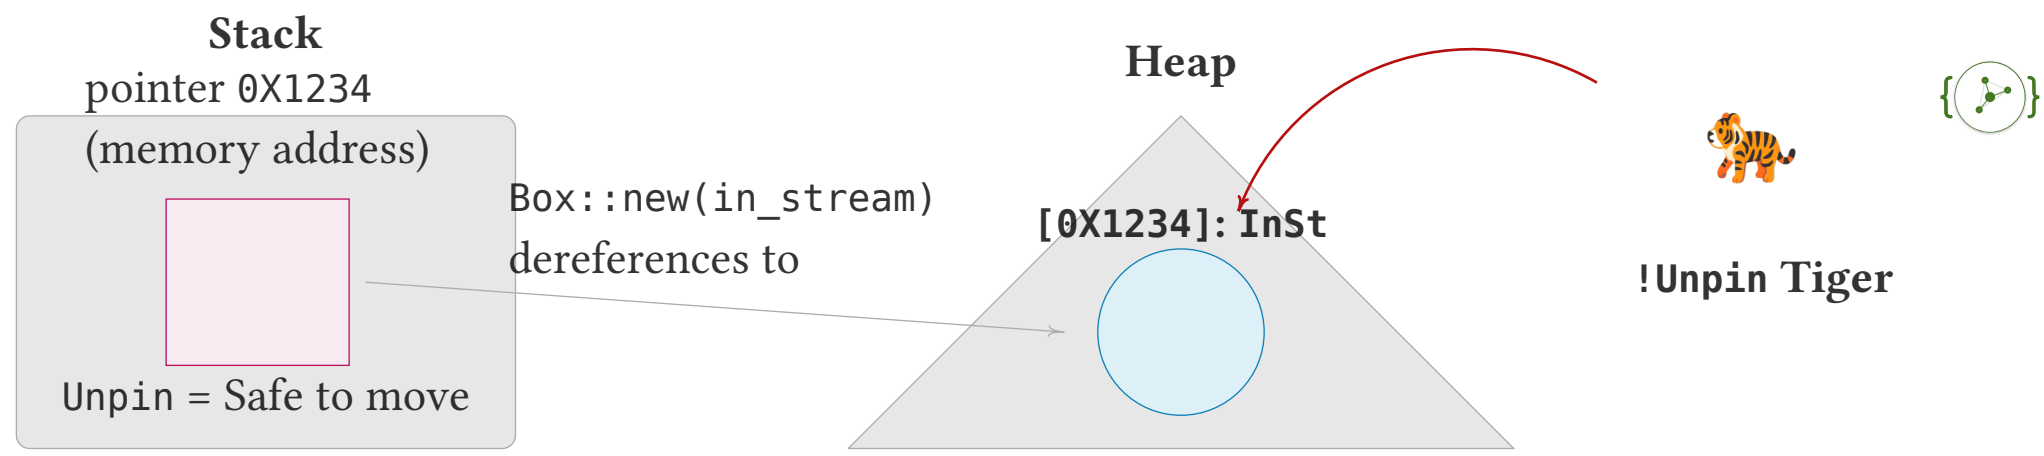 Stack
pointer 0X1234
(memory address)
Unpin = Safe to move
Box::new(in_stream)
dereferences to
Heap
[0X1234]: InSt
!Unpin Tiger